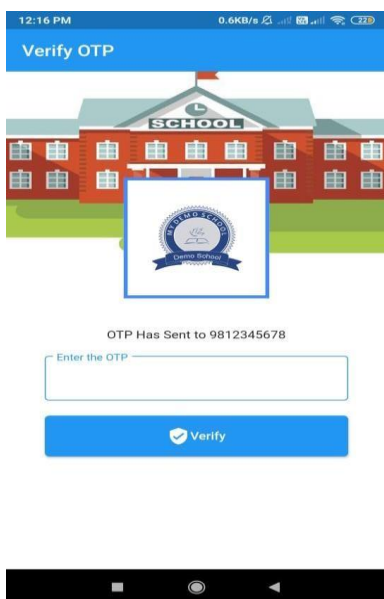 12:16 PM
0.6KB/s
22
Verify OTP
SCHOOL
MY DEMO SCHOOL
Demo School
OTP Has Sent to 9812345678
Enter the OTP
Verify